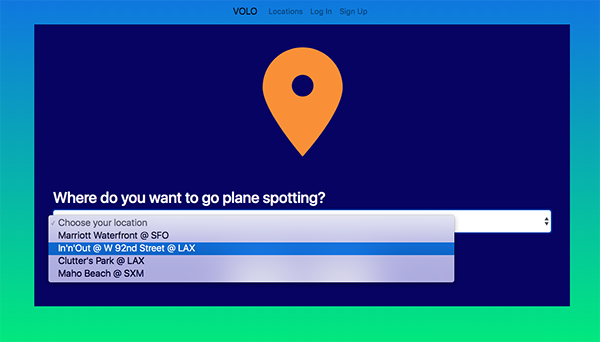 VOLO Locations Log In Sign Up
Where do you want to go plane spotting?
✓ Choose your location
Marriott Waterfront @ SFO
In'n'Out @ W 92nd Street @ LAX
Clutter's Park @ LAX
Maho Beach @ SXM